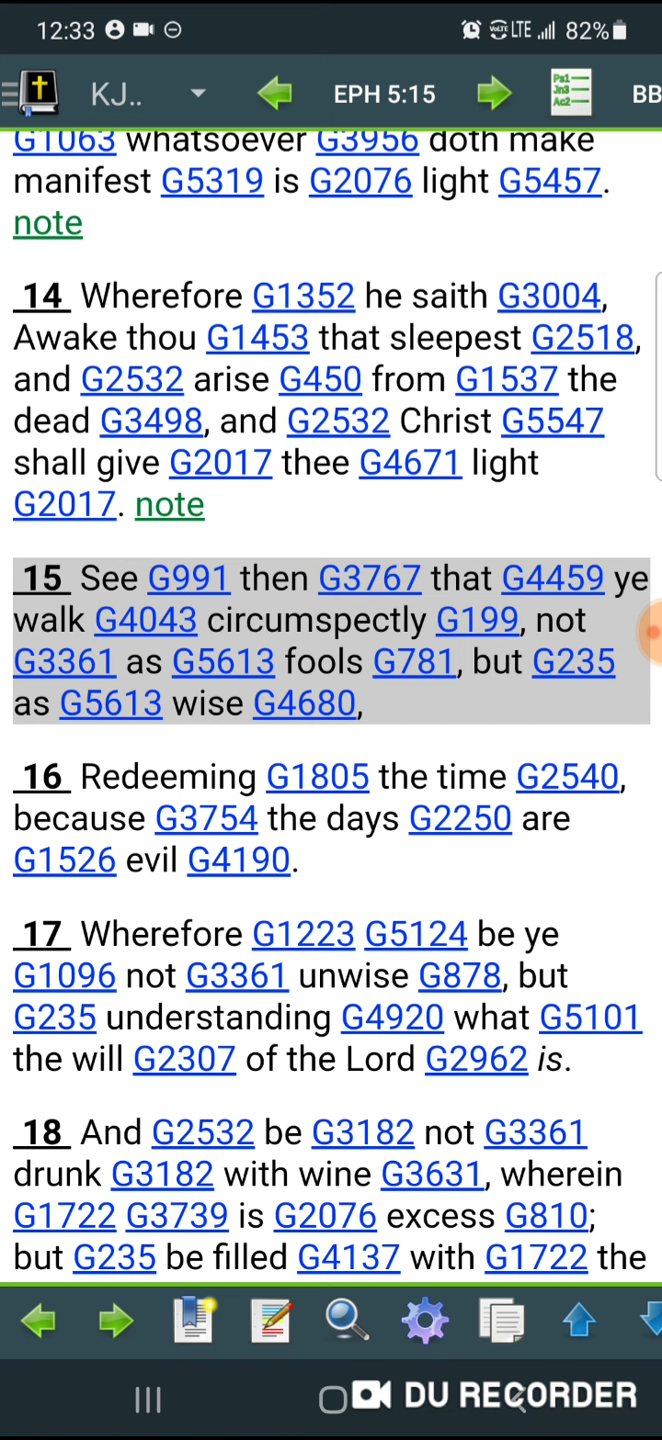 12:33 VoLTE LTE 82%
KJ.. EPH 5:15 Ps1 Jn3 Ac2 BB
G1063 whatsoever G3956 doth make
manifest G5319 is G2076 light G5457.
note
14 Wherefore G1352 he saith G3004,
Awake thou G1453 that sleepest G2518,
and G2532 arise G450 from G1537 the
dead G3498, and G2532 Christ G5547
shall give G2017 thee G4671 light
G2017. note
15 See G991 then G3767 that G4459 ye
walk G4043 circumspectly G199, not
G3361 as G5613 fools G781, but G235
as G5613 wise G4680,
16 Redeeming G1805 the time G2540,
because G3754 the days G2250 are
G1526 evil G4190.
17 Wherefore G1223 G5124 be ye
G1096 not G3361 unwise G878, but
G235 understanding G4920 what G5101
the will G2307 of the Lord G2962 is.
18 And G2532 be G3182 not G3361
drunk G3182 with wine G3631, wherein
G1722 G3739 is G2076 excess G810;
but G235 be filled G4137 with G1722 the
DU RECORDER